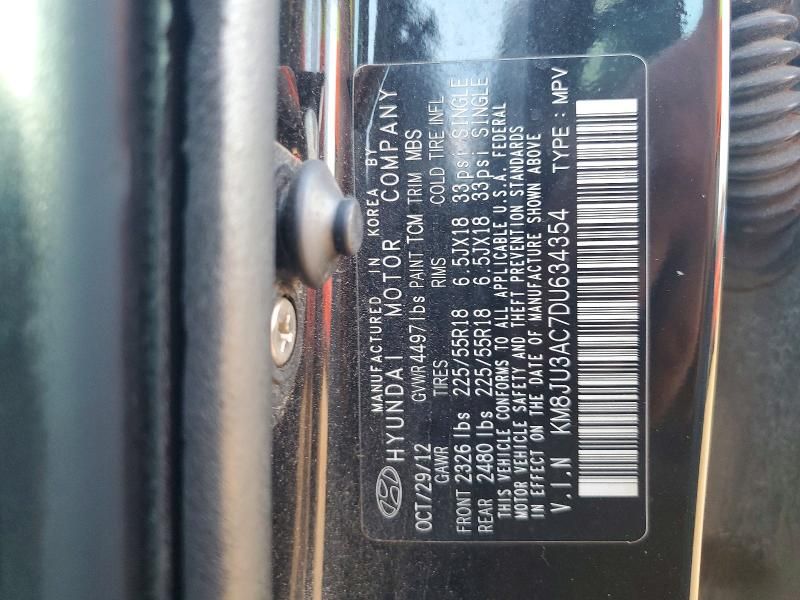 MANUFACTURED IN KOREA BY
HYUNDAI MOTOR COMPANY
OCT/29/12 GVWR 4497lbs PAINT TCM TRIM MBS
GAWR TIRES RIMS COLD TIRE INFL
FRONT 2326 lbs 225/55R18 6.5JX18 33psi SINGLE
REAR 2480 lbs 225/55R18 6.5JX18 33psi SINGLE
THIS VEHICLE CONFORMS TO ALL APPLICABLE U.S.A. FEDERAL
MOTOR VEHICLE SAFETY AND THEFT PREVENTION STANDARDS
IN EFFECT ON THE DATE OF MANUFACTURE SHOWN ABOVE
V.I.N KM8JU3AC7DU634354 TYPE : MPV